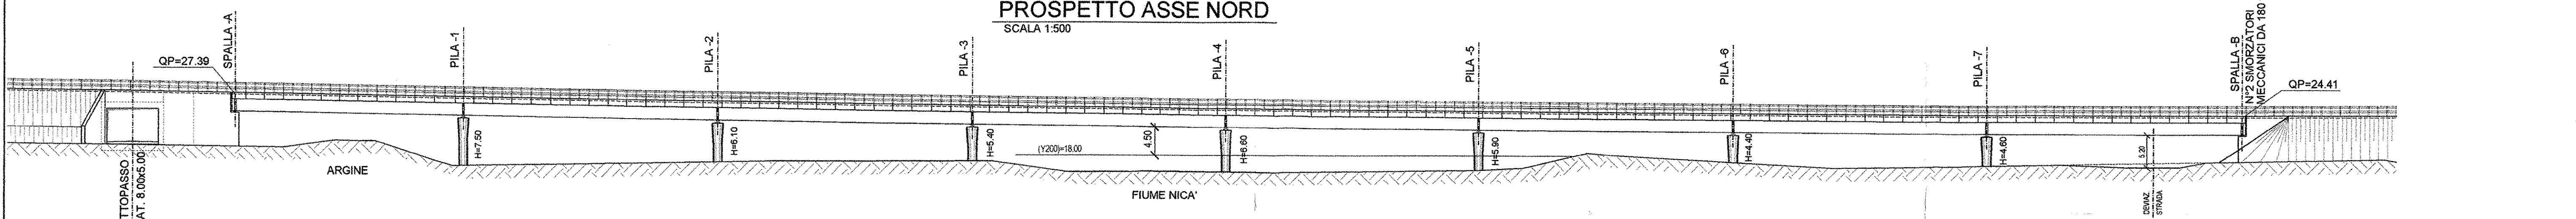 PROSPETTO ASSE NORD
SCALA 1:500
QP=27.39
SPALLA -A
PILA -1
PILA -2
PILA -3
PILA -4
PILA -5
PILA -6
PILA -7
SPALLA -B
N°2 SMORZATORI
MECCANICI DA 180
QP=24.41
H=7.50
H=6.10
H=5.40
4.50
(Y200)=18.00
H=6.60
H=5.90
H=4.40
H=4.60
5.20
TTOPASSO
AT. 8.00x5.00
ARGINE
FIUME NICA'
DEVIAZ
STRADA